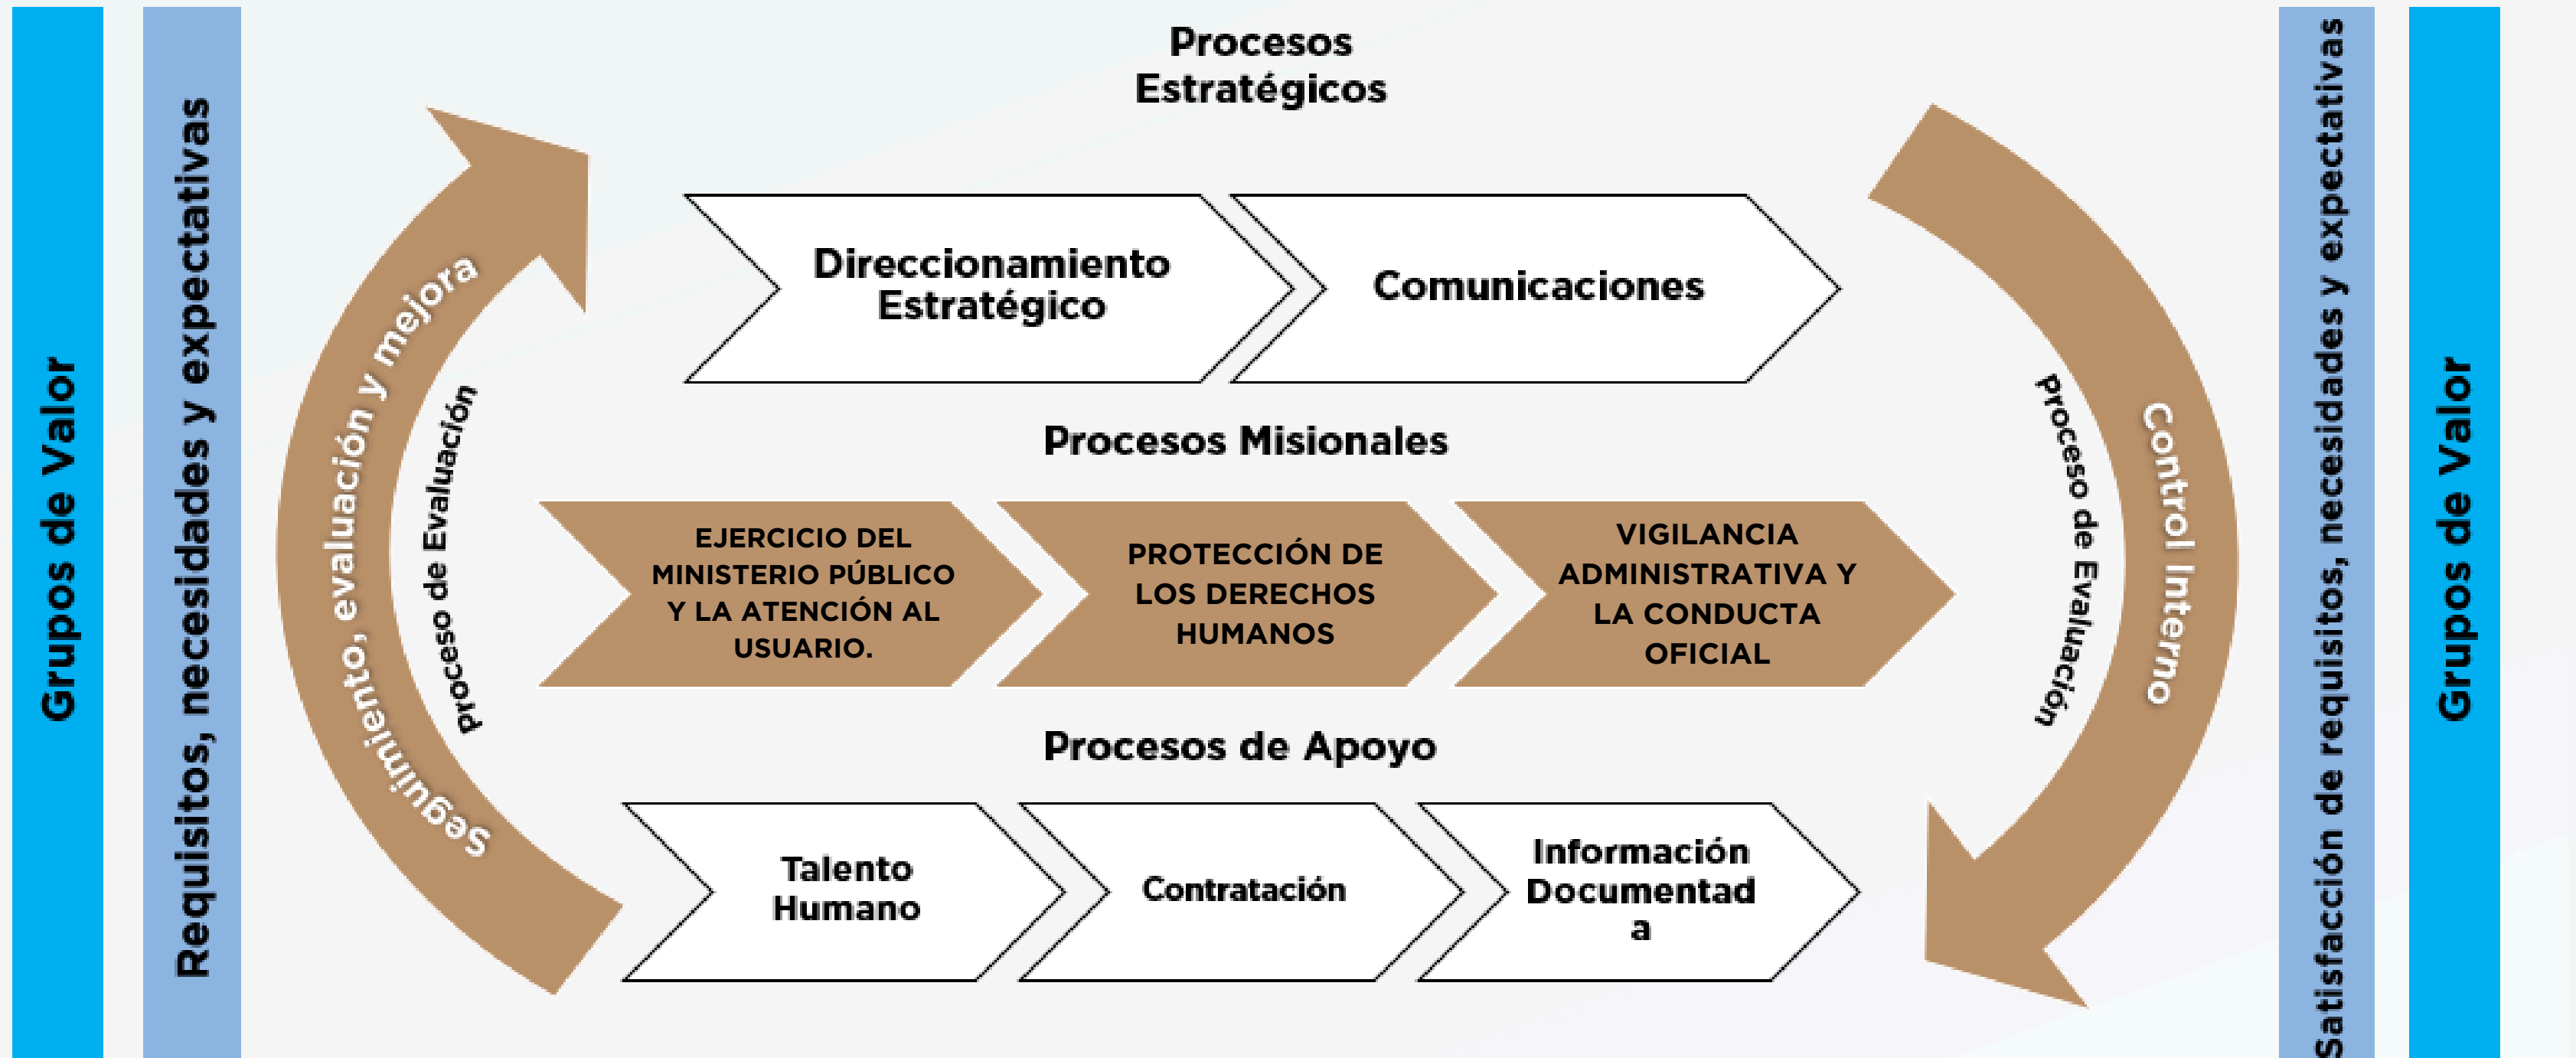 Grupos de Valor
Requisitos, necesidades y expectativas
Seguimiento, evaluación y mejora
Proceso de Evaluación
Procesos
Estratégicos
Direccionamiento
Estratégico
Comunicaciones
Procesos Misionales
EJERCICIO DEL
MINISTERIO PÚBLICO
Y LA ATENCIÓN AL
USUARIO.
PROTECCIÓN DE
LOS DERECHOS
HUMANOS
VIGILANCIA
ADMINISTRATIVA Y
LA CONDUCTA
OFICIAL
Procesos de Apoyo
Talento
Humano
Contratación
Información
Documentad
a
Proceso de Evaluación
Control Interno
Satisfacción de requisitos, necesidades y expectativas
Grupos de Valor